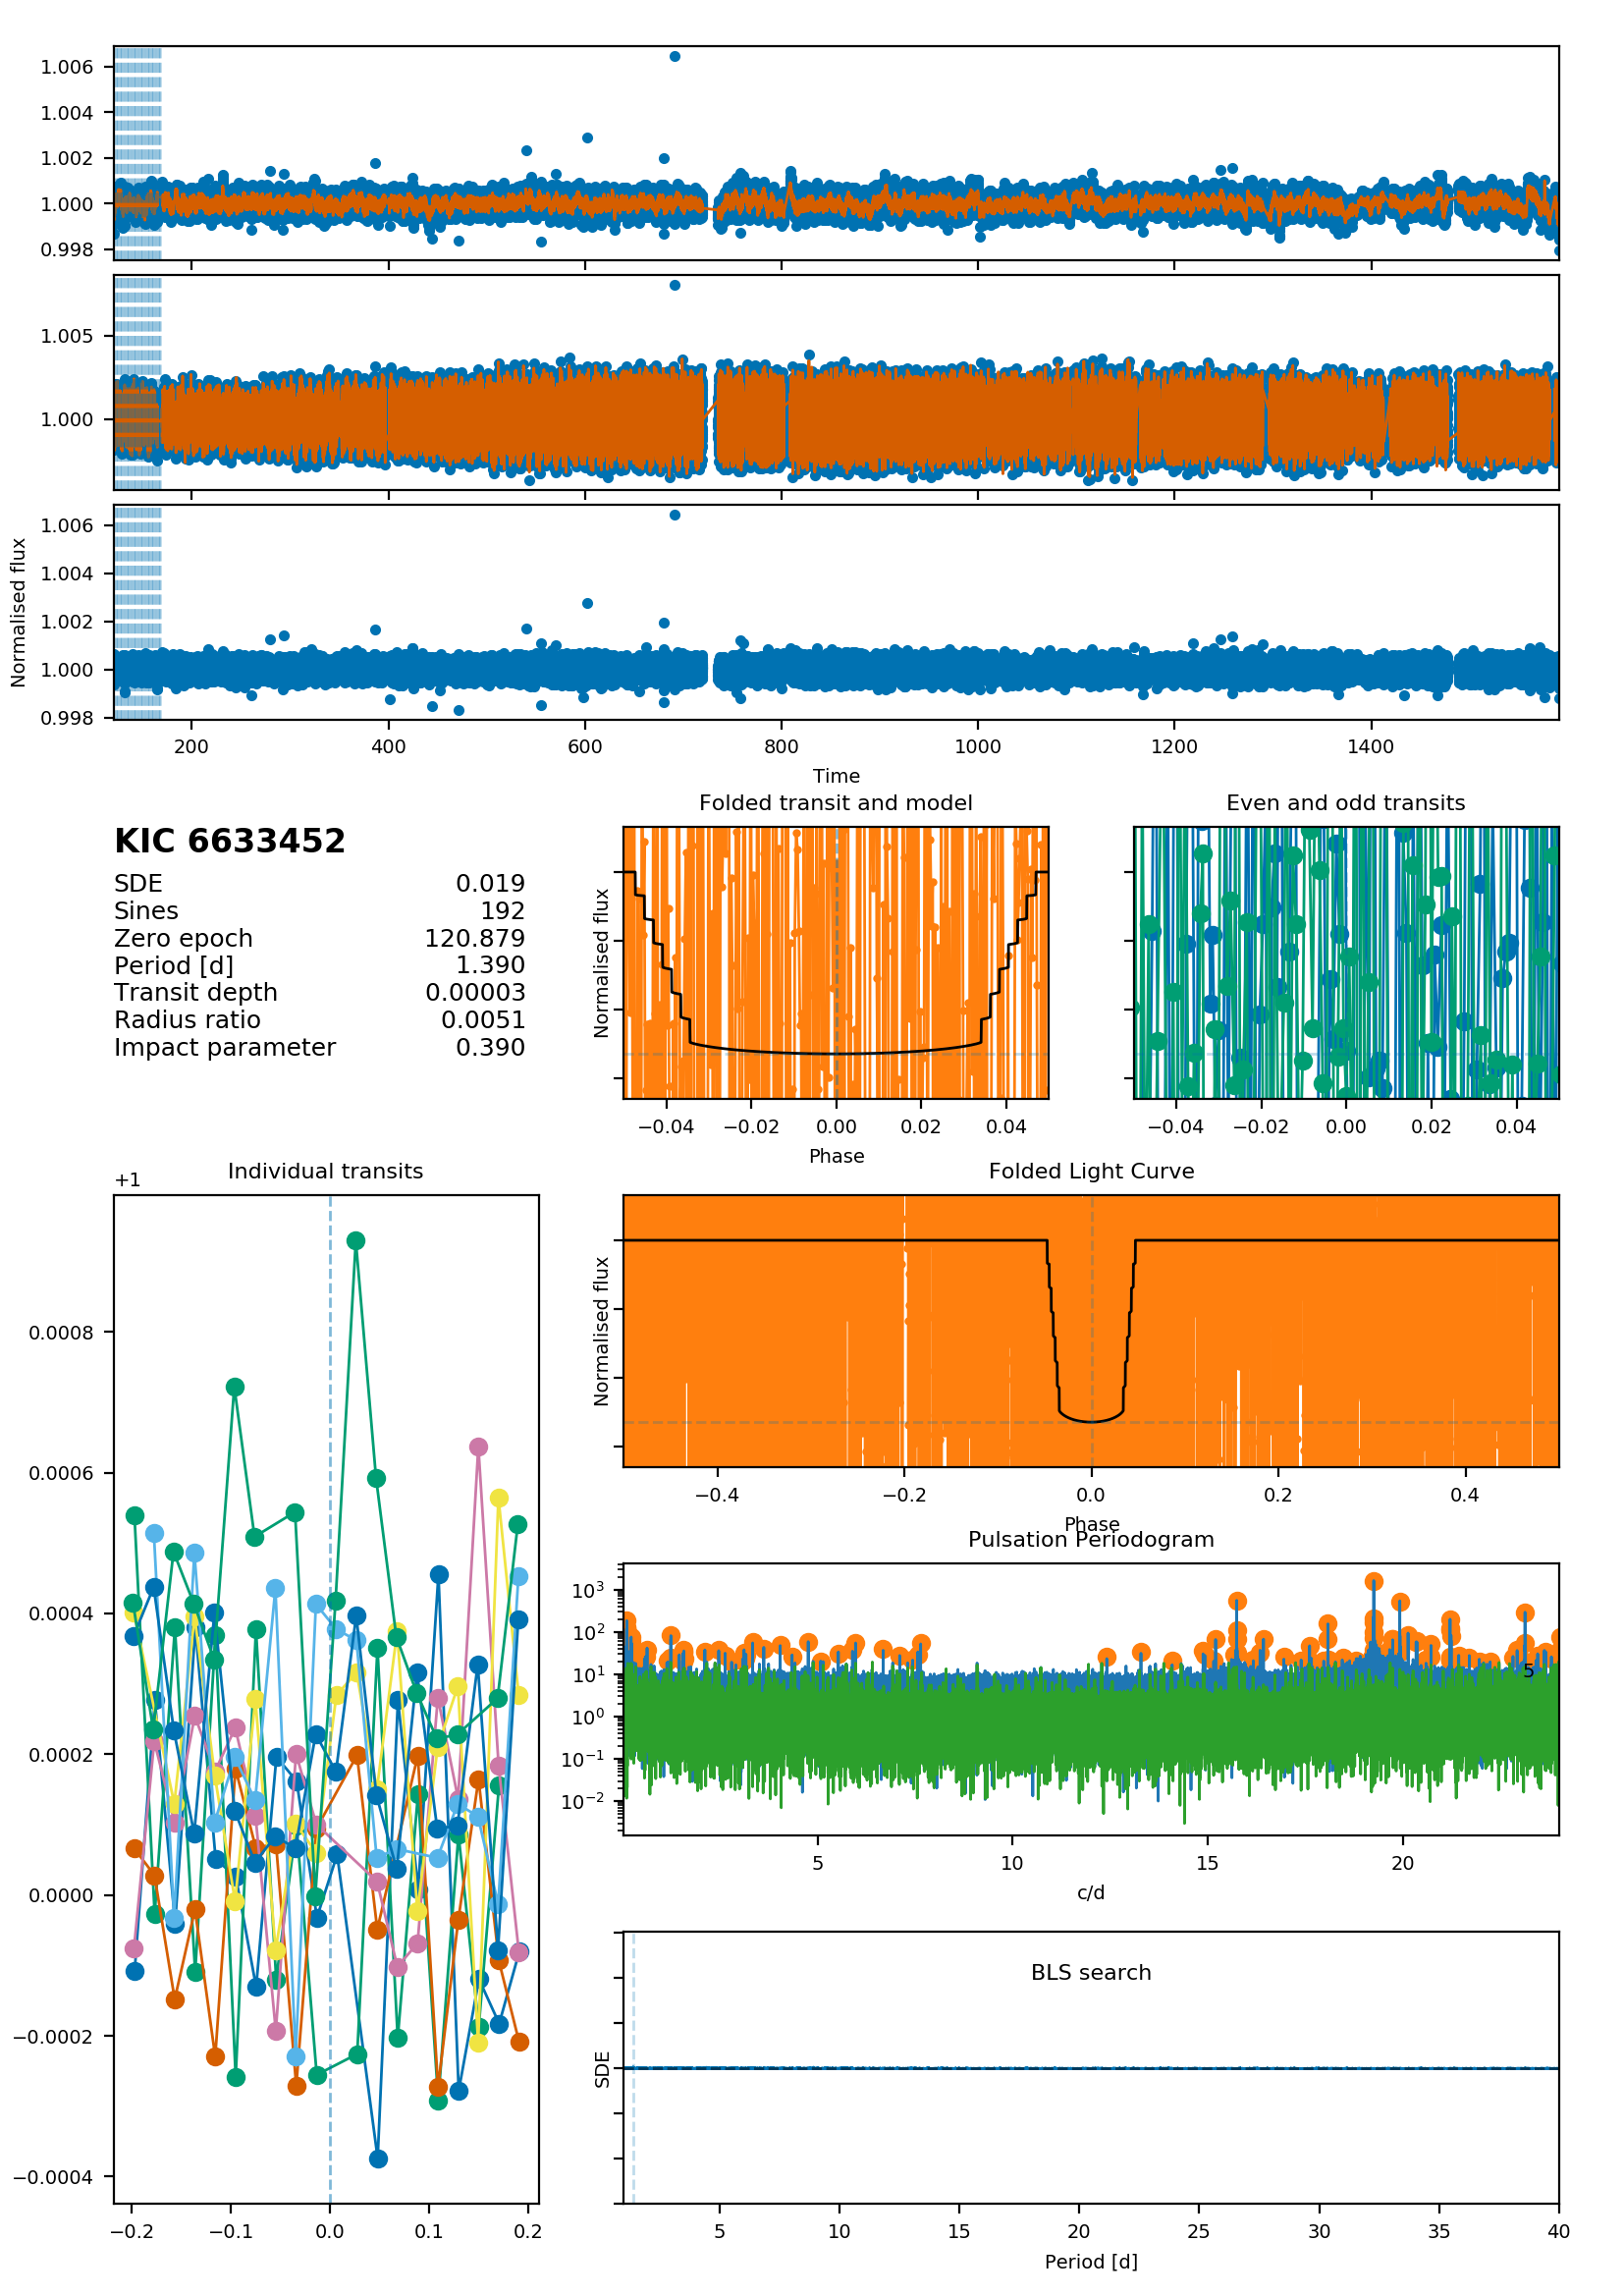 1.006
1.004
1.002
1.000
0.998
1.005
1.000
1.006
1.004
1.002
1.000
0.998
Normalised flux
200 400 600 800 1000 1200 1400
Time
KIC 6633452
SDE 0.019
Sines 192
Zero epoch 120.879
Period [d] 1.390
Transit depth 0.00003
Radius ratio 0.0051
Impact parameter 0.390
Folded transit and model
Normalised flux
−0.04 −0.02 0.00 0.02 0.04
Phase
Even and odd transits
−0.04 −0.02 0.00 0.02 0.04
Individual transits
+1
0.0008
0.0006
0.0004
0.0002
0.0000
−0.0002
−0.0004
−0.2 −0.1 0.0 0.1 0.2
Folded Light Curve
Normalised flux
−0.4 −0.2 0.0 0.2 0.4
Phase
Pulsation Periodogram
10³
10²
10¹
10⁰
10⁻¹
10⁻²
5
5 10 15 20
c/d
BLS search
SDE
5 10 15 20 25 30 35 40
Period [d]